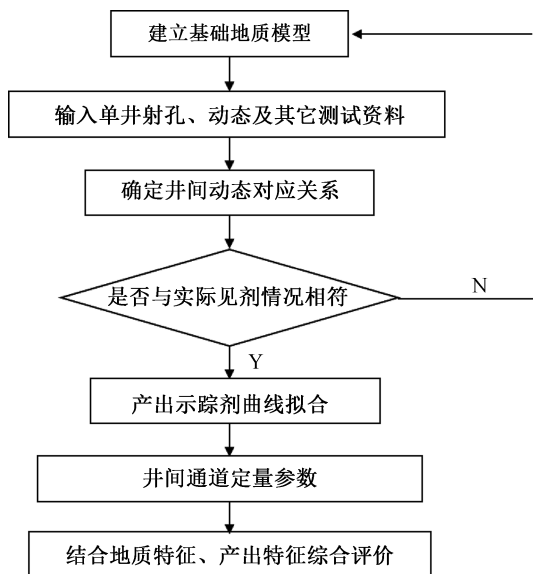 建立基础地质模型
输入单井射孔、动态及其它测试资料
确定井间动态对应关系
是否与实际见剂情况相符
N
Y
产出示踪剂曲线拟合
井间通道定量参数
结合地质特征、产出特征综合评价